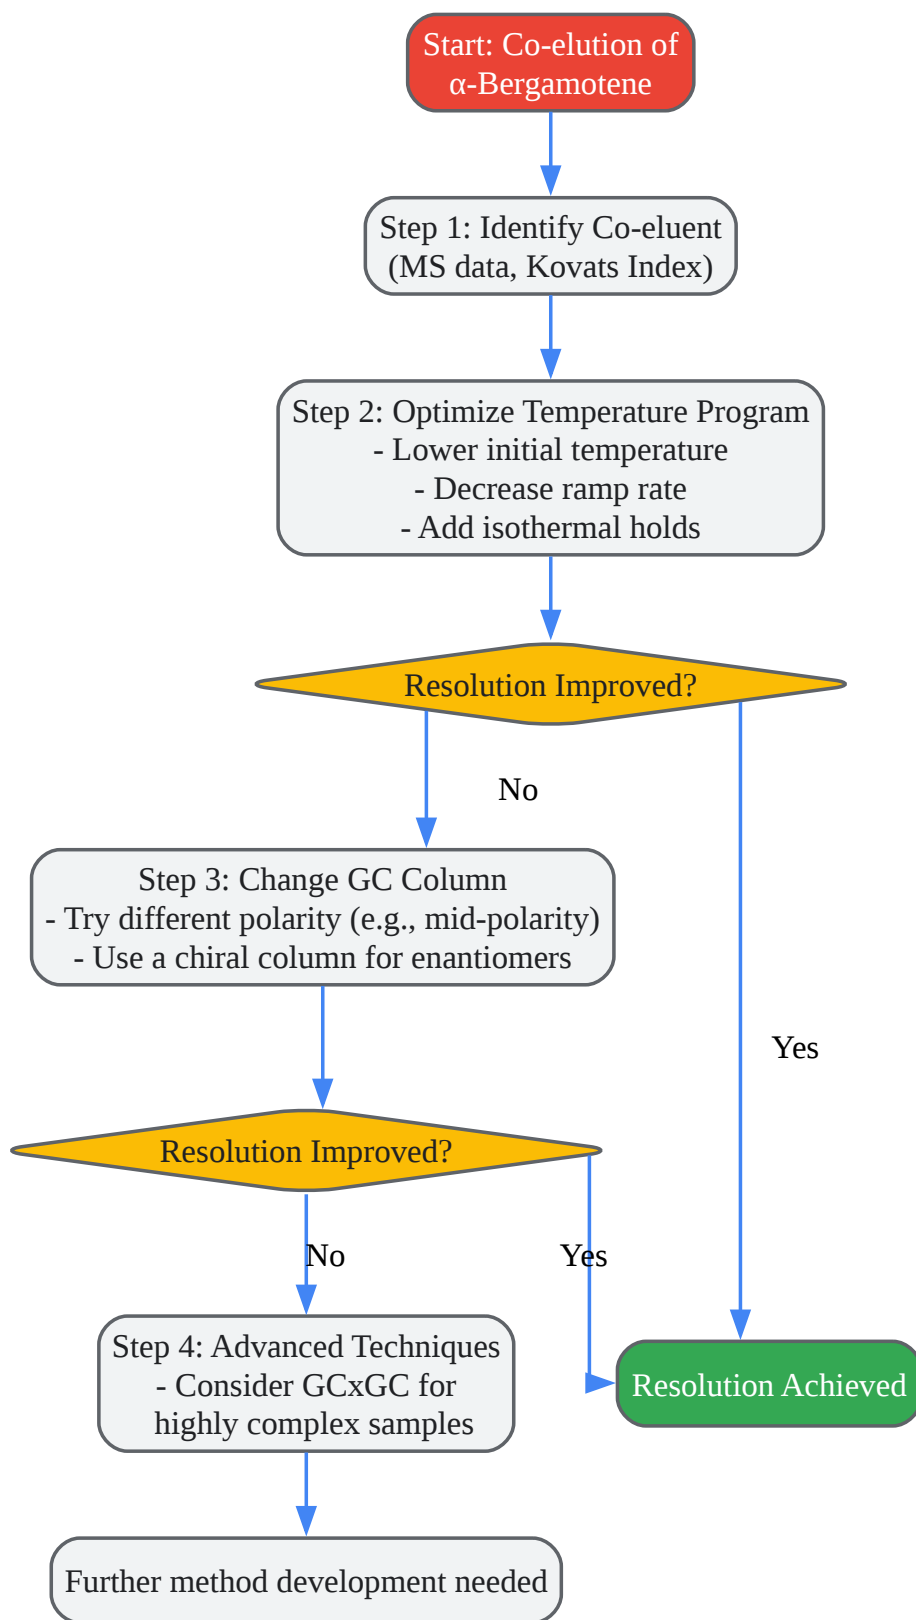 Start: Co-elution of
α-Bergamotene
Step 1: Identify Co-eluent
(MS data, Kovats Index)
Step 2: Optimize Temperature Program
- Lower initial temperature
- Decrease ramp rate
- Add isothermal holds
Resolution Improved?
No
Step 3: Change GC Column
- Try different polarity (e.g., mid-polarity)
- Use a chiral column for enantiomers
Yes
Resolution Improved?
No
Yes
Step 4: Advanced Techniques
- Consider GCxGC for
highly complex samples
Resolution Achieved
Further method development needed